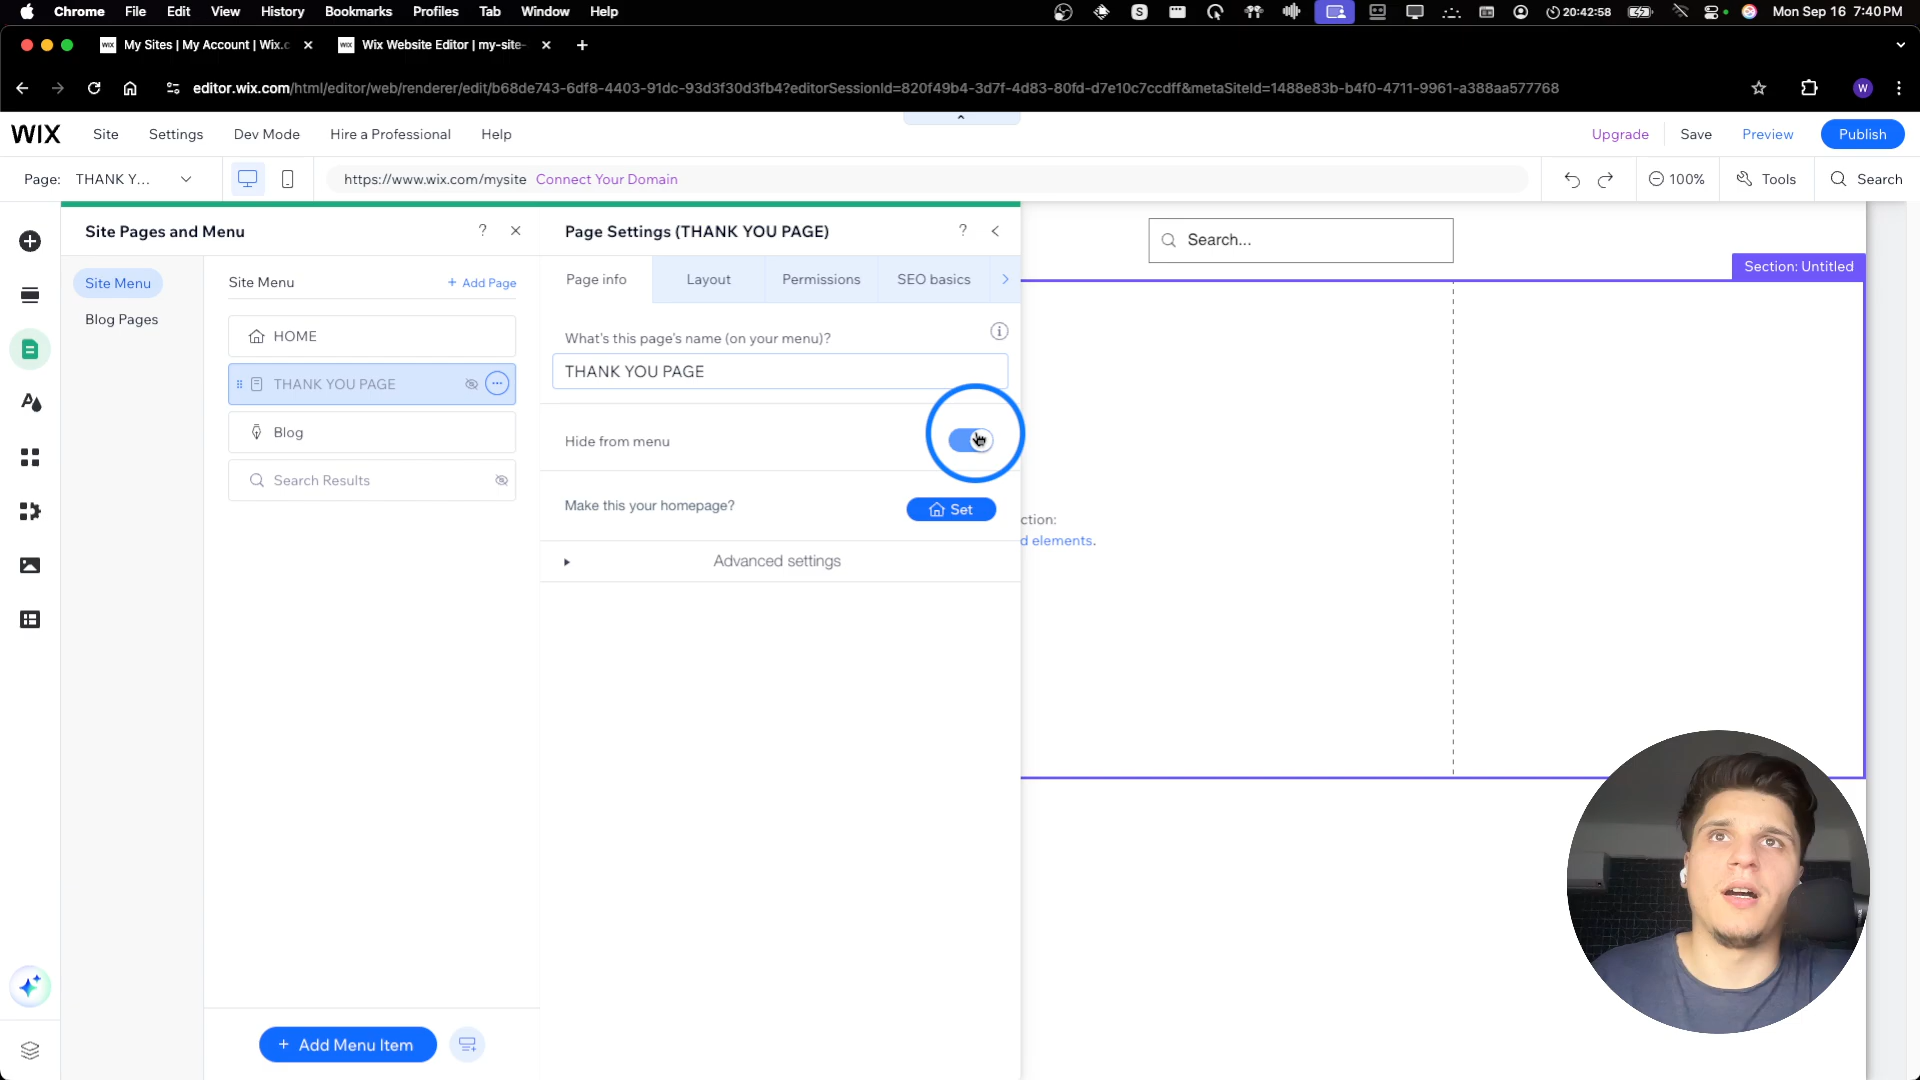 Chrome File Edit View History Bookmarks Profiles Tab Window Help
S 20:42:58 Mon Sep 16 7:40 PM
WIX My Sites | My Account | Wix.c WIX Wix Website Editor | my-site-
editor.wix.com/html/editor/web/renderer/edit/b68de743-6df8-4403-91dc-93d3f30d3fb4?editorSessionId=820f49b4-3d7f-4d83-80fd-d7e10c7ccdff&metaSiteId=1488e83b-b4f0-4711-9961-a388aa577768 W
WIX Site Settings Dev Mode Hire a Professional Help Upgrade Save Preview Publish
Page: THANK Y... https://www.wix.com/mysite Connect Your Domain 100% Tools Search
Site Pages and Menu ?
Page Settings (THANK YOU PAGE) ?
Search...
Section: Untitled
Site Menu
Blog Pages
Site Menu + Add Page
HOME
THANK YOU PAGE
Blog
Search Results
+ Add Menu Item
Page info Layout Permissions SEO basics
What's this page's name (on your menu)?
THANK YOU PAGE
Hide from menu
Make this your homepage? Set
Advanced settings
ction:
d elements.